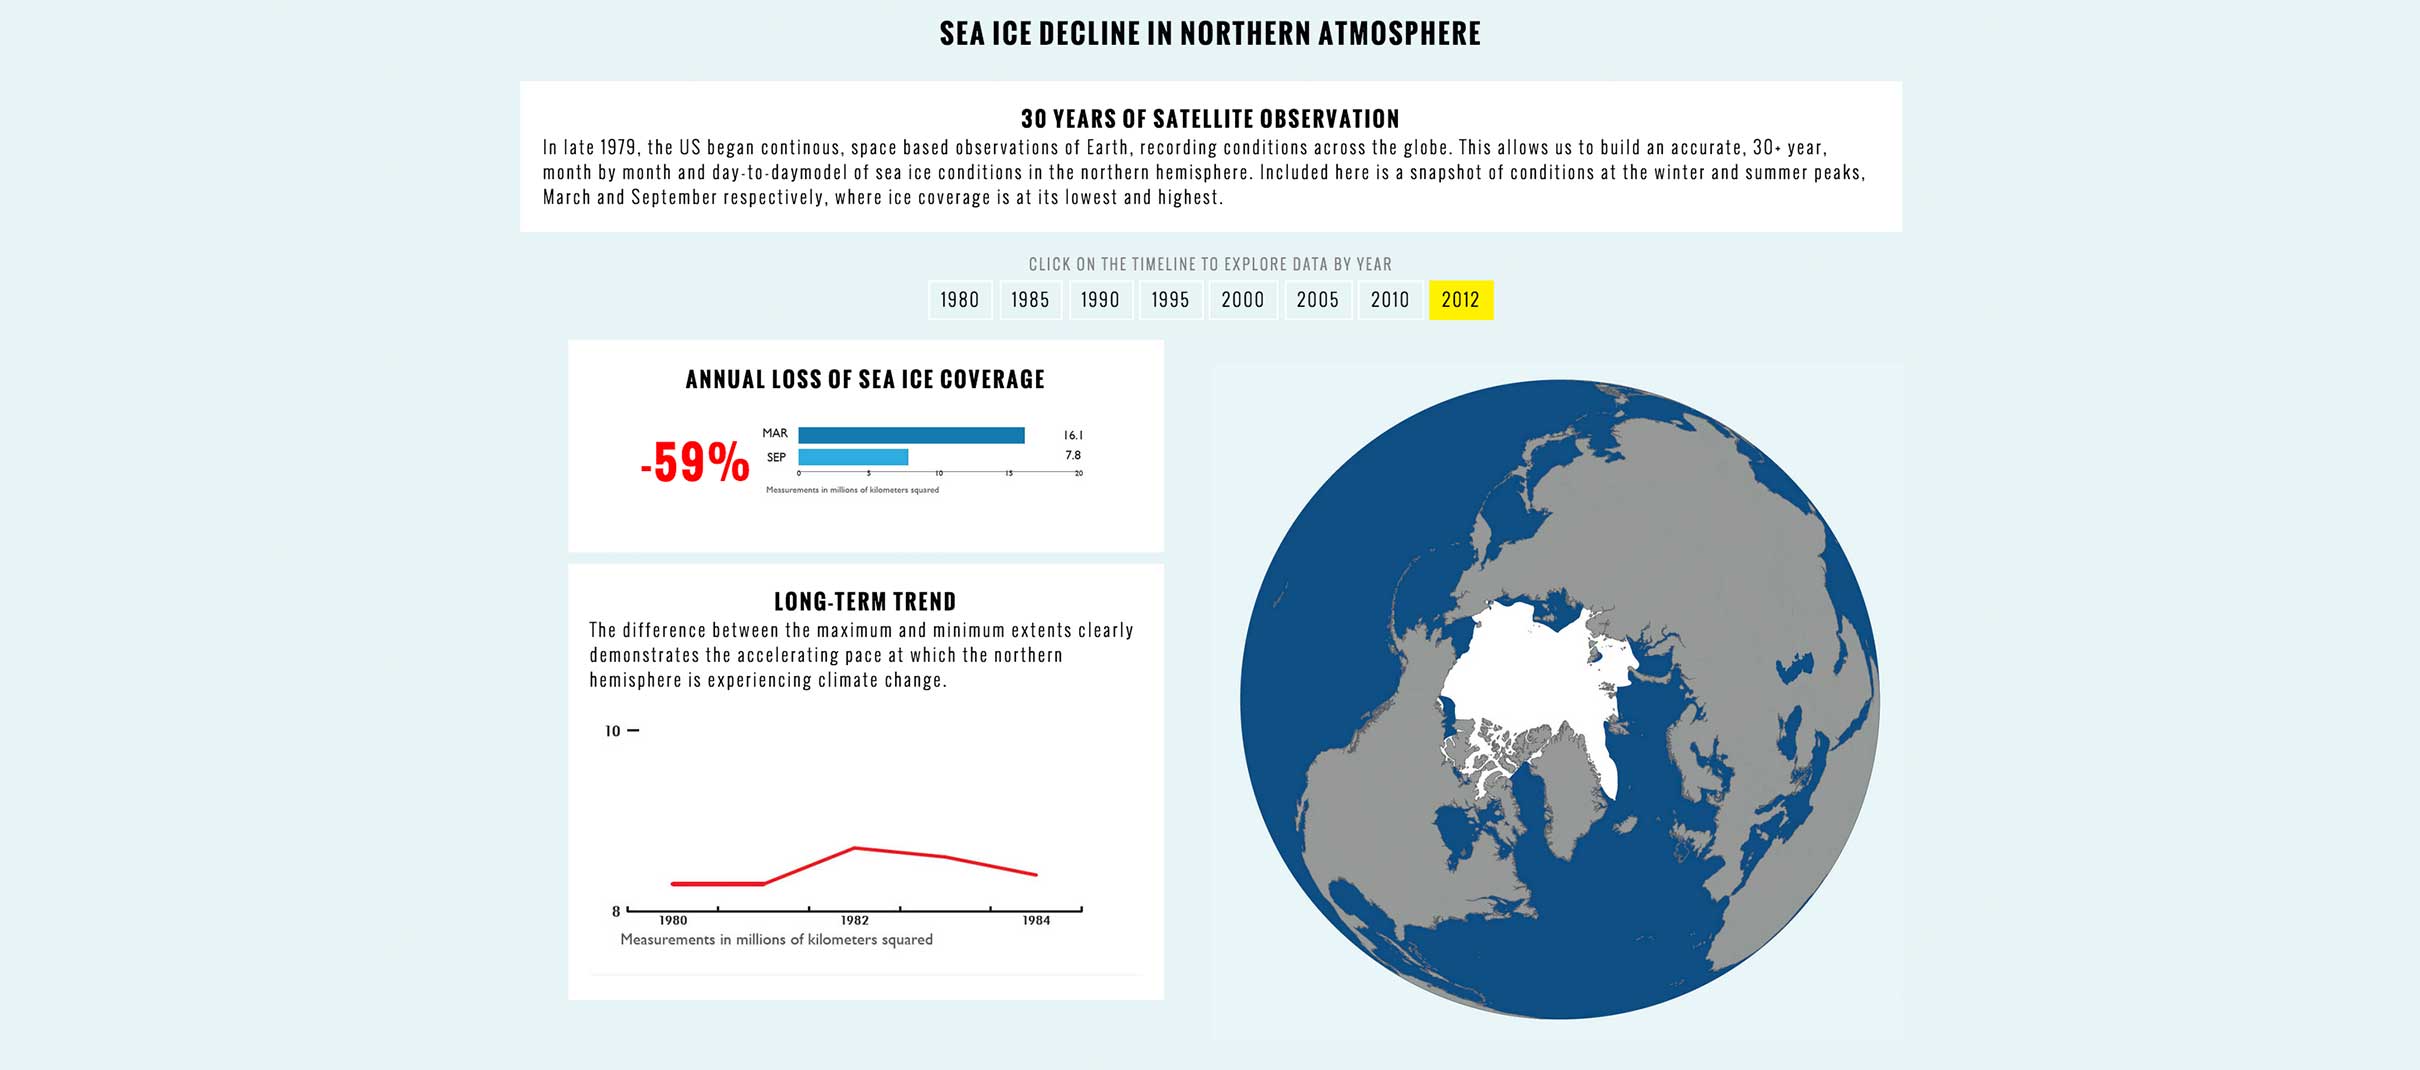 SEA ICE DECLINE IN NORTHERN ATMOSPHERE
30 YEARS OF SATELLITE OBSERVATION
In late 1979, the US began continous, space based observations of Earth, recording conditions across the globe. This allows us to build an accurate, 30+ year,
month by month and day-to-daymodel of sea ice conditions in the northern hemisphere. Included here is a snapshot of conditions at the winter and summer peaks,
March and September respectively, where ice coverage is at its lowest and highest.
CLICK ON THE TIMELINE TO EXPLORE DATA BY YEAR
1980 1985 1990 1995 2000 2005 2010 2012
ANNUAL LOSS OF SEA ICE COVERAGE
-59%
MAR 16.1
SEP 7.8
0 5 10 15 20
Measurements in millions of kilometers squared
LONG-TERM TREND
The difference between the maximum and minimum extents clearly
demonstrates the accelerating pace at which the northern
hemisphere is experiencing climate change.
10
8
1980 1982 1984
Measurements in millions of kilometers squared